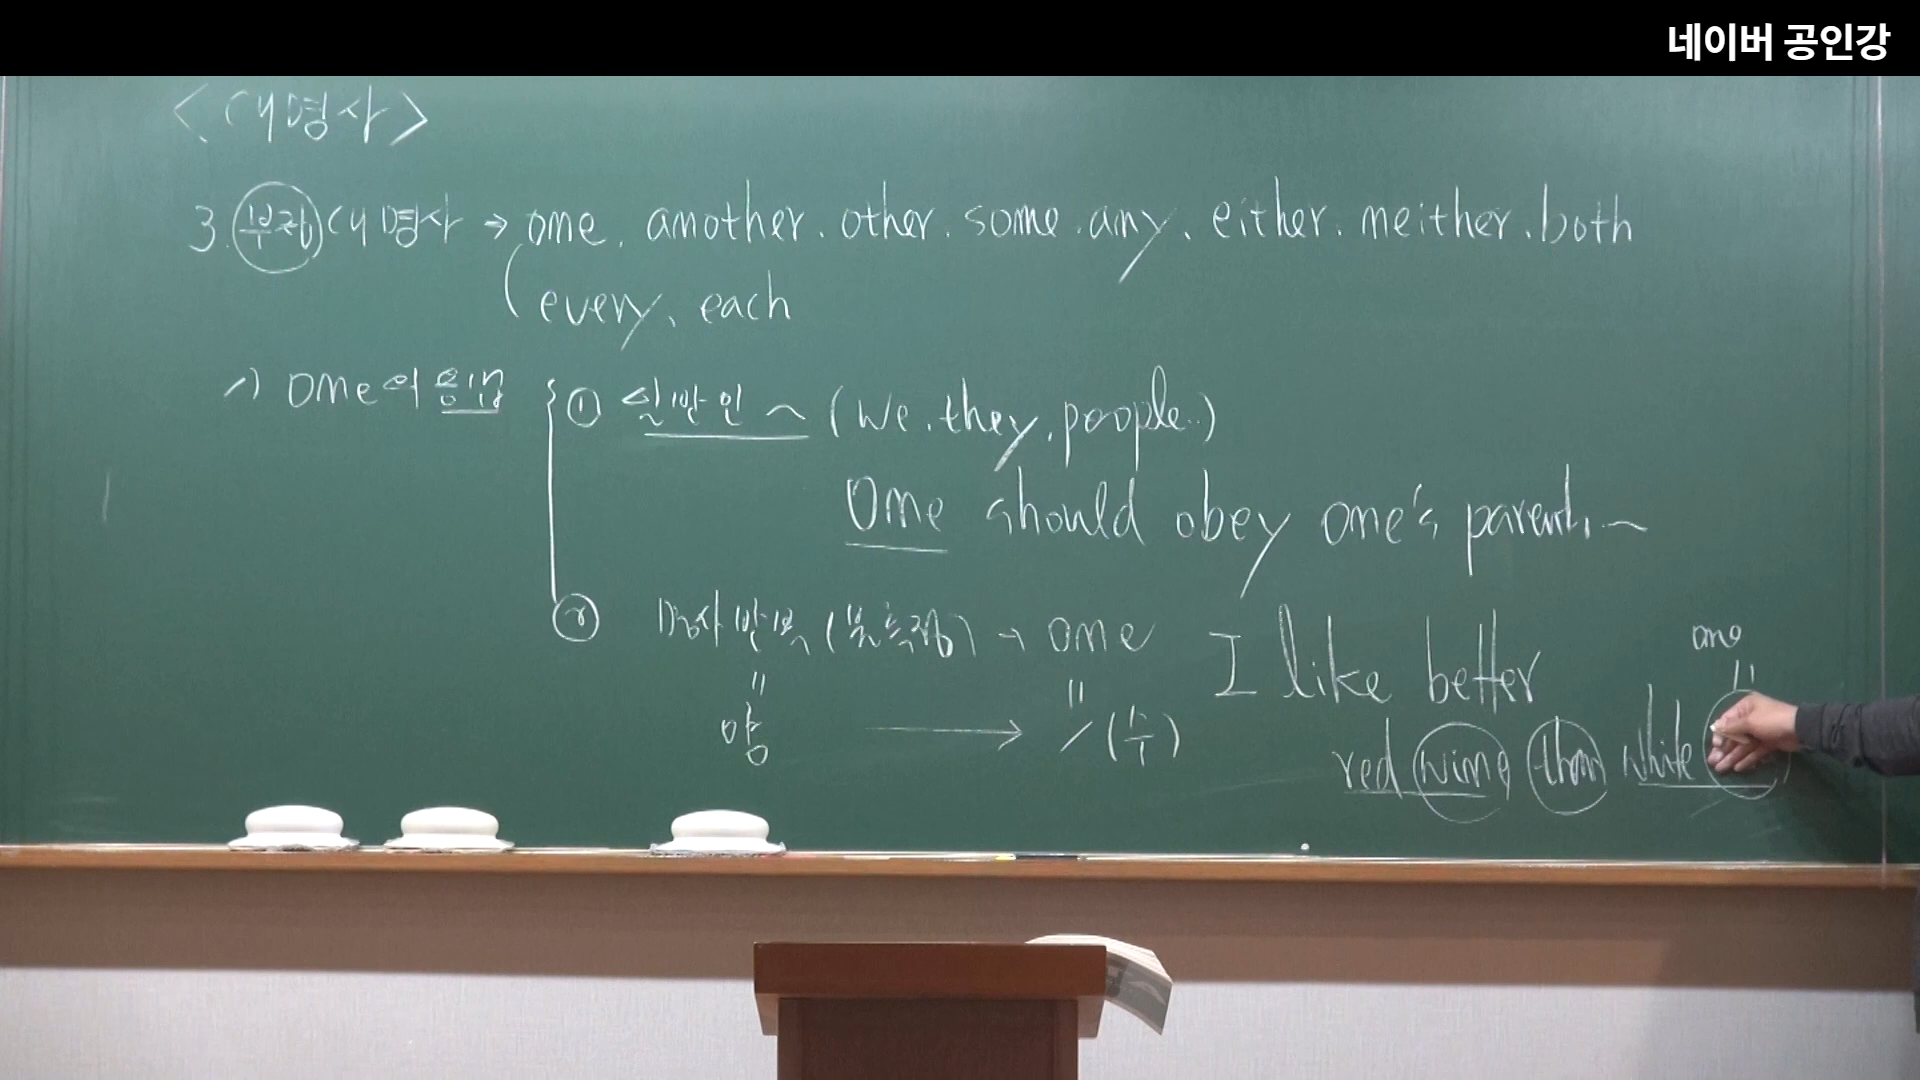 네이버 공인강
<대명사>
3. 부정대명사 → one. another. other. some. any. either. neither. both
every. each
1) one의 용법
① 일반인 ~ (we. they. people..)
One should obey one's parents. ~
② 명사반복 (불특정) → one
I like better
one
양 → (수)
red wine than white